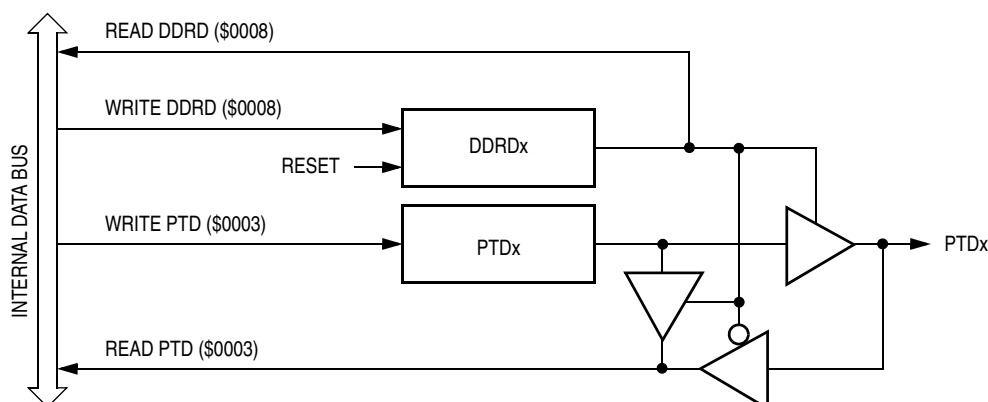 READ DDRD ($0008)
WRITE DDRD ($0008)
DDRDx
RESET
INTERNAL DATA BUS
WRITE PTD ($0003)
PTDx
PTDx
READ PTD ($0003)